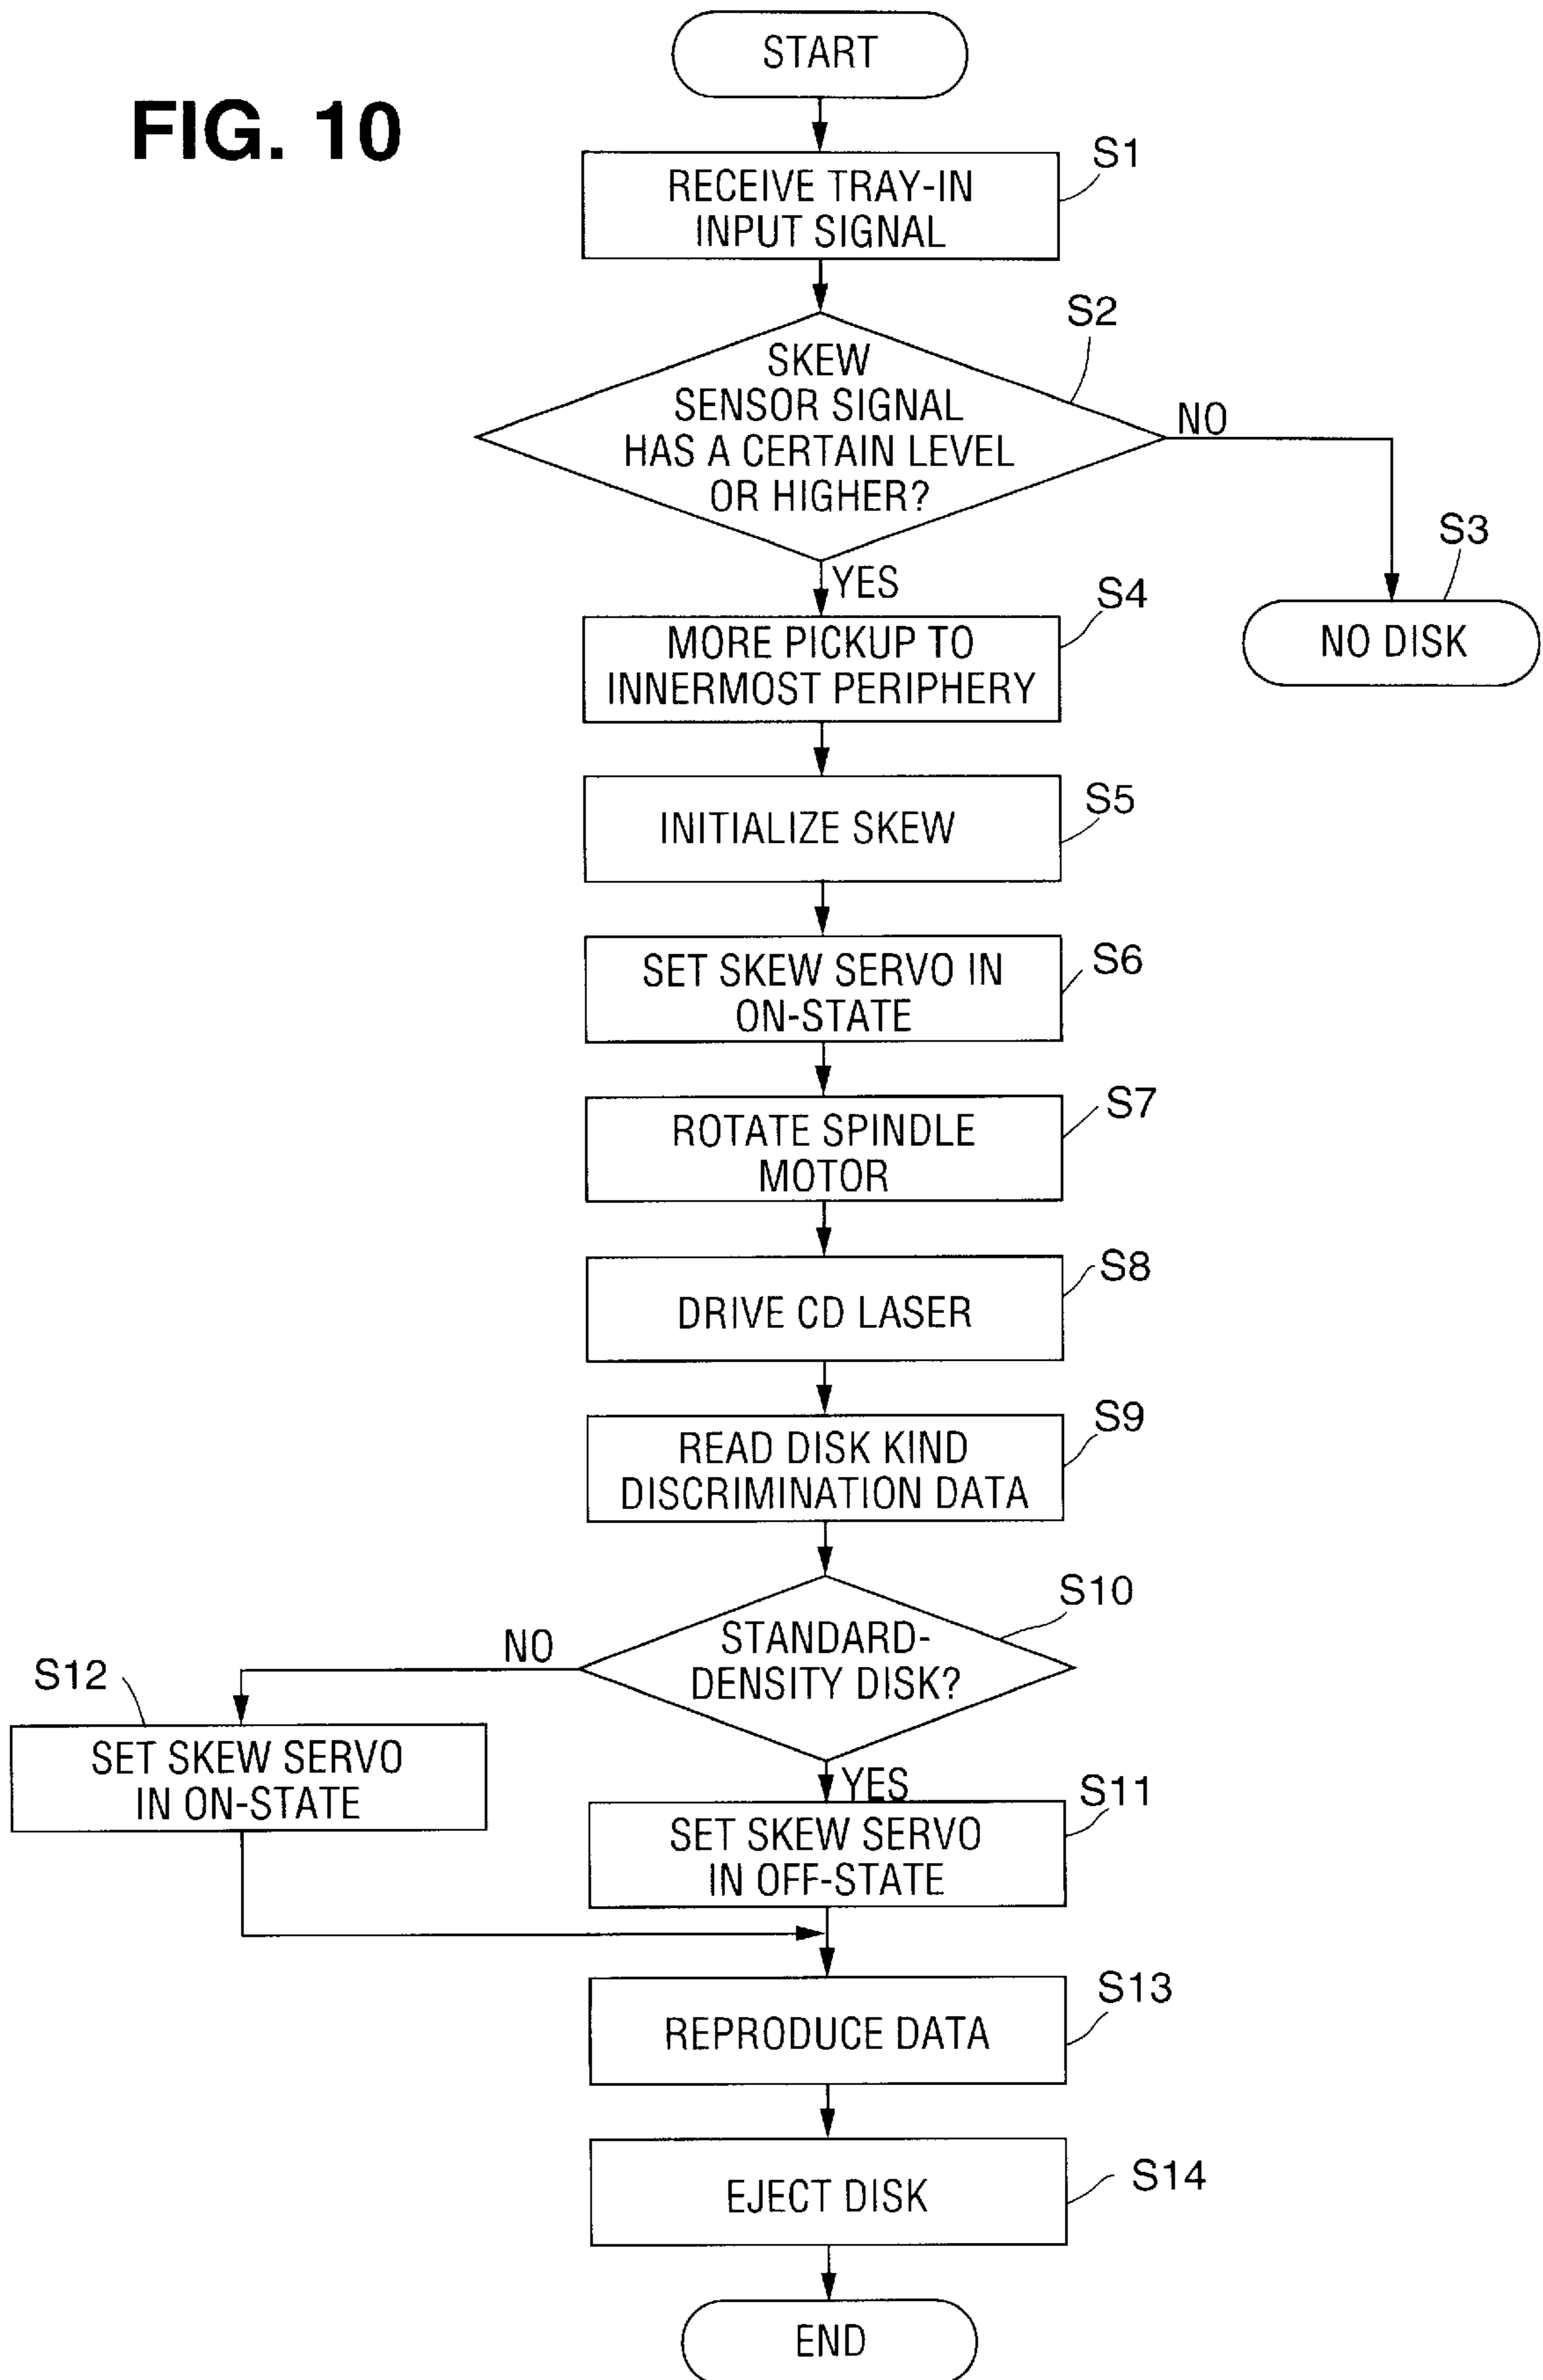 FIG. 10
START
S1
RECEIVE TRAY-IN
INPUT SIGNAL
S2
SKEW
SENSOR SIGNAL
HAS A CERTAIN LEVEL
OR HIGHER?
NO
S3
NO DISK
YES
S4
MORE PICKUP TO
INNERMOST PERIPHERY
S5
INITIALIZE SKEW
S6
SET SKEW SERVO IN
ON-STATE
S7
ROTATE SPINDLE
MOTOR
S8
DRIVE CD LASER
S9
READ DISK KIND
DISCRIMINATION DATA
S10
STANDARD-
DENSITY DISK?
NO
S12
SET SKEW SERVO
IN ON-STATE
YES
S11
SET SKEW SERVO
IN OFF-STATE
S13
REPRODUCE DATA
S14
EJECT DISK
END